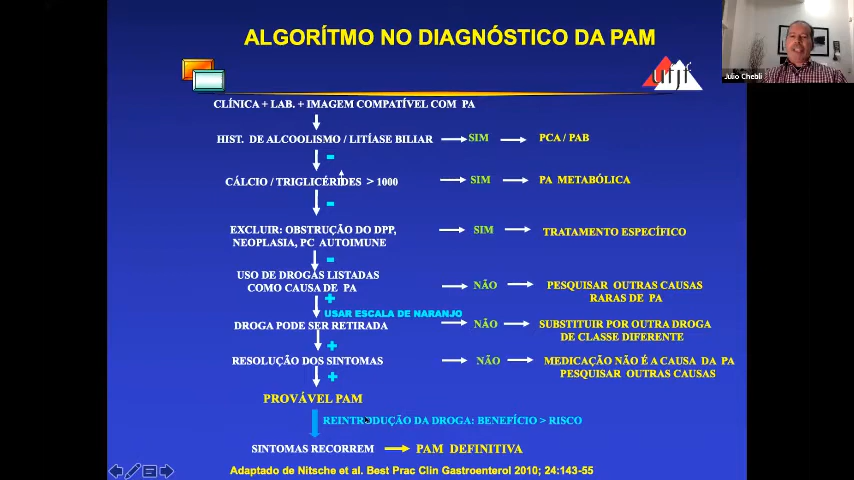 ALGORÍTMO NO DIAGNÓSTICO DA PAM
ufjf
Julio Chebli
CLÍNICA + LAB. + IMAGEM COMPATÍVEL COM PA
HIST. DE ALCOOLISMO / LITÍASE BILIAR
SIM
PCA / PAB
-
CÁLCIO / TRIGLICÉRIDES > 1000
SIM
PA METABÓLICA
-
EXCLUIR: OBSTRUÇÃO DO DPP,
NEOPLASIA, PC AUTOIMUNE
SIM
TRATAMENTO ESPECÍFICO
-
USO DE DROGAS LISTADAS
COMO CAUSA DE PA
NÃO
PESQUISAR OUTRAS CAUSAS
RARAS DE PA
+
USAR ESCALA DE NARANJO
DROGA PODE SER RETIRADA
NÃO
SUBSTITUIR POR OUTRA DROGA
DE CLASSE DIFERENTE
+
RESOLUÇÃO DOS SINTOMAS
NÃO
MEDICAÇÃO NÃO É A CAUSA DA PA
PESQUISAR OUTRAS CAUSAS
+
PROVÁVEL PAM
REINTRODUÇÃO DA DROGA: BENEFÍCIO > RISCO
SINTOMAS RECORREM
PAM DEFINITIVA
Adaptado de Nitsche et al. Best Prac Clin Gastroenterol 2010; 24:143-55